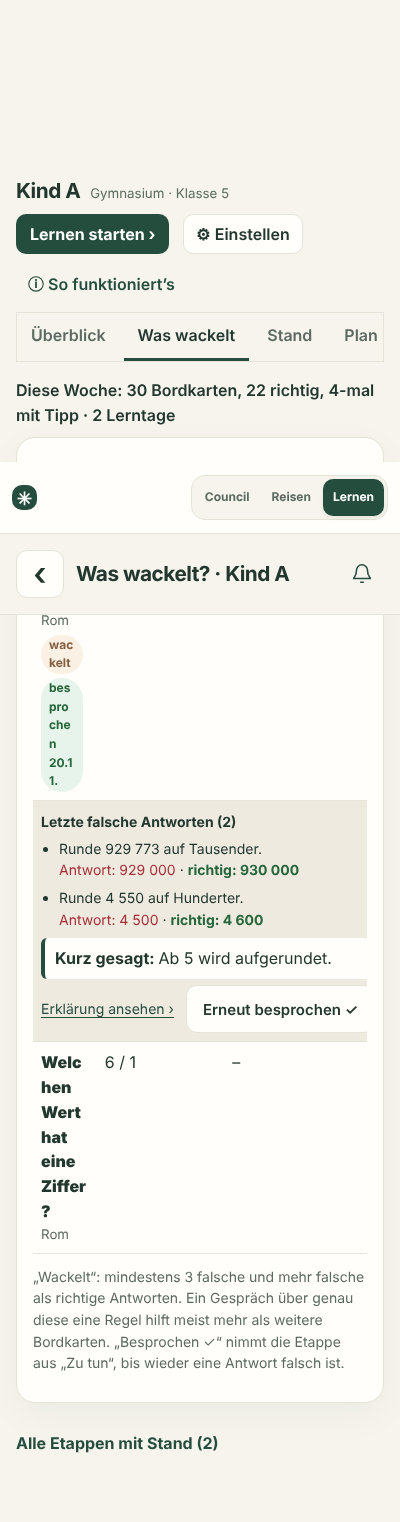 Kind A Gymnasium · Klasse 5
Lernen starten ›
⚙ Einstellen
ⓘ So funktioniert’s
Überblick
Was wackelt
Stand
Plan
Diese Woche: 30 Bordkarten, 22 richtig, 4-mal
mit Tipp · 2 Lerntage
Council
Reisen
Lernen
‹
Was wackelt? · Kind A
Rom
wac
kelt
bes
pro
che
n
20.1
1.
Letzte falsche Antworten (2)
• Runde 929 773 auf Tausender.
Antwort: 929 000 · richtig: 930 000
• Runde 4 550 auf Hunderter.
Antwort: 4 500 · richtig: 4 600
Kurz gesagt: Ab 5 wird aufgerundet.
Erklärung ansehen ›
Erneut besprochen ✓
Welc
hen
Wert
hat
eine
Ziffer
?
Rom
6 / 1
–
„Wackelt“: mindestens 3 falsche und mehr falsche
als richtige Antworten. Ein Gespräch über genau
diese eine Regel hilft meist mehr als weitere
Bordkarten. „Besprochen ✓“ nimmt die Etappe
aus „Zu tun“, bis wieder eine Antwort falsch ist.
Alle Etappen mit Stand (2)